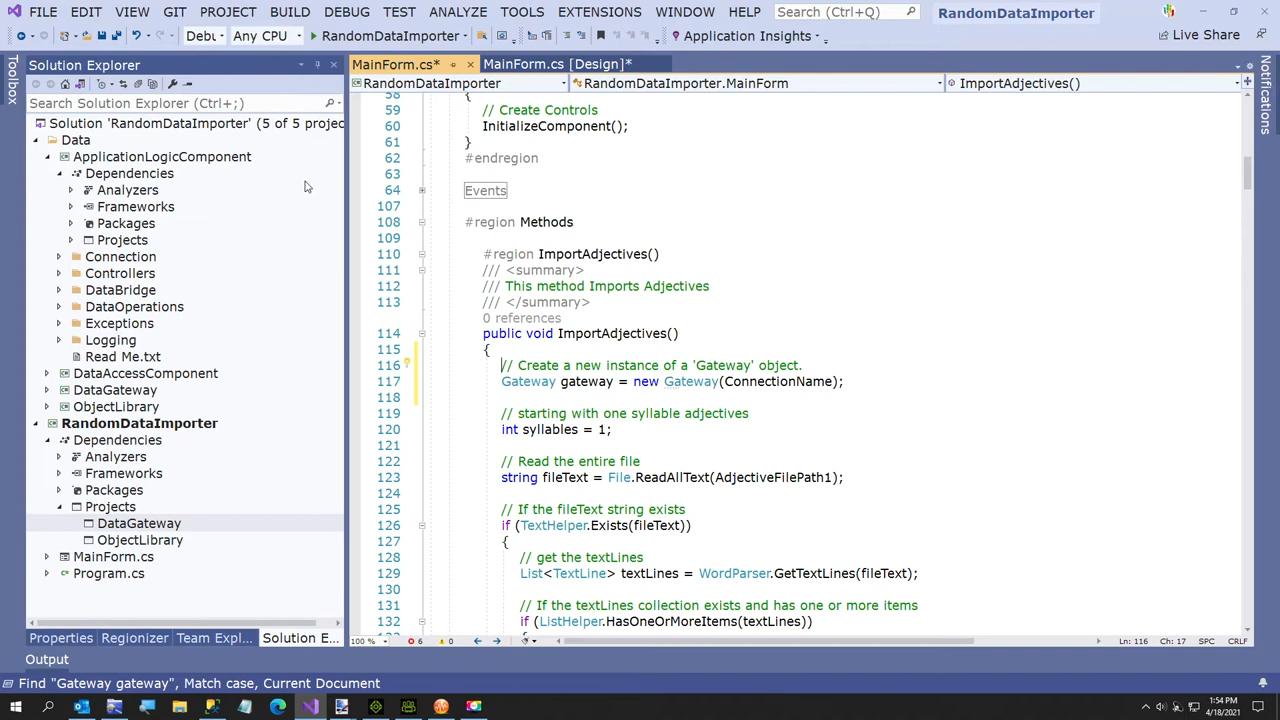 FILE EDIT VIEW GIT PROJECT BUILD DEBUG TEST ANALYZE TOOLS EXTENSIONS WINDOW HELP Search (Ctrl+Q) RandomDataImporter
Debu Any CPU RandomDataImporter Application Insights Live Share
Toolbox
Solution Explorer
Search Solution Explorer (Ctrl+;)
Solution 'RandomDataImporter' (5 of 5 projec
Data
ApplicationLogicComponent
Dependencies
Analyzers
Frameworks
Packages
Projects
Connection
Controllers
DataBridge
DataOperations
Exceptions
Logging
Read Me.txt
DataAccessComponent
DataGateway
ObjectLibrary
RandomDataImporter
Dependencies
Analyzers
Frameworks
Packages
Projects
DataGateway
ObjectLibrary
MainForm.cs
Program.cs
Properties Regionizer Team Expl... Solution E...
MainForm.cs* MainForm.cs [Design]*
RandomDataImporter RandomDataImporter.MainForm ImportAdjectives()
Notifications
58 {
59 // Create Controls
60 InitializeComponent();
61 }
62 #endregion
63
64 Events
107
108 #region Methods
109
110 #region ImportAdjectives()
111 /// <summary>
112 /// This method Imports Adjectives
113 /// </summary>
0 references
114 public void ImportAdjectives()
115 {
116 // Create a new instance of a 'Gateway' object.
117 Gateway gateway = new Gateway(ConnectionName);
118
119 // starting with one syllable adjectives
120 int syllables = 1;
121
122 // Read the entire file
123 string fileText = File.ReadAllText(AdjectiveFilePath1);
124
125 // If the fileText string exists
126 if (TextHelper.Exists(fileText))
127 {
128 // get the textLines
129 List<TextLine> textLines = WordParser.GetTextLines(fileText);
130
131 // If the textLines collection exists and has one or more items
132 if (ListHelper.HasOneOrMoreItems(textLines))
100 % 6 0 Ln: 116 Ch: 17 SPC CRLF
Output
Find "Gateway gateway", Match case, Current Document
1:54 PM
4/18/2021